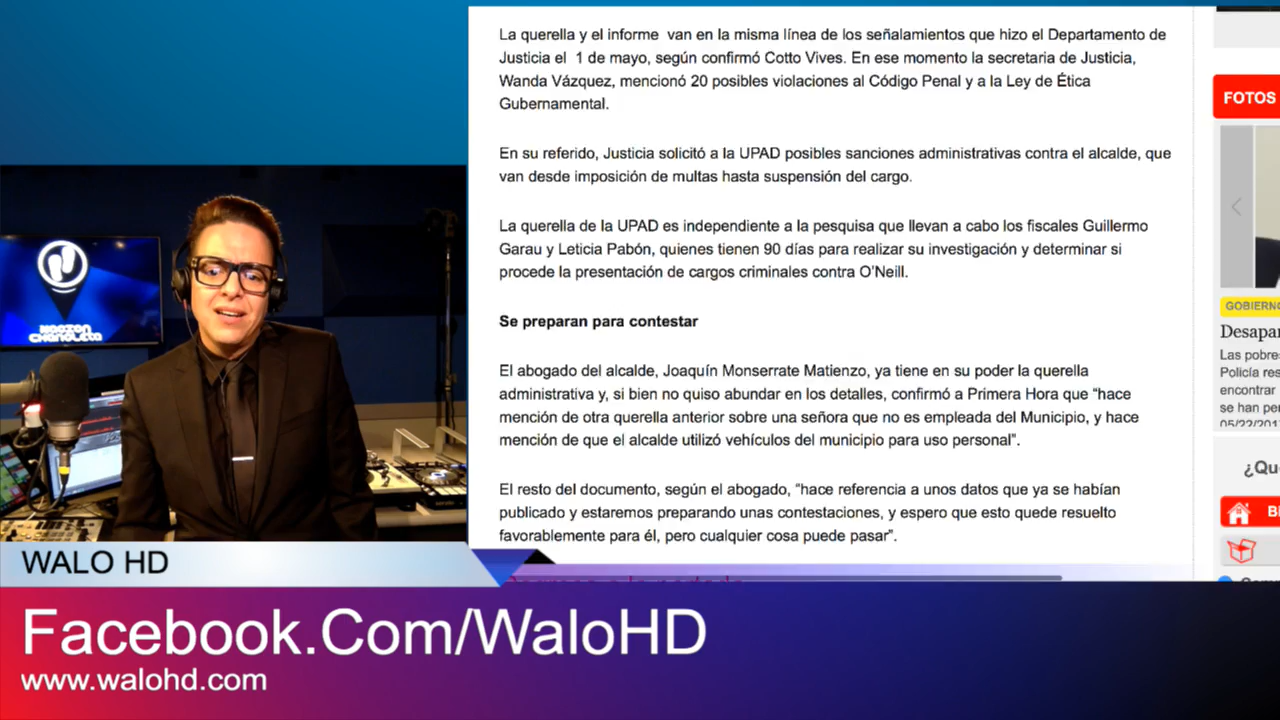 La querella y el informe van en la misma línea de los señalamientos que hizo el Departamento de
Justicia el 1 de mayo, según confirmó Cotto Vives. En ese momento la secretaria de Justicia,
Wanda Vázquez, mencionó 20 posibles violaciones al Código Penal y a la Ley de Ética
Gubernamental.
En su referido, Justicia solicitó a la UPAD posibles sanciones administrativas contra el alcalde, que
van desde imposición de multas hasta suspensión del cargo.
La querella de la UPAD es independiente a la pesquisa que llevan a cabo los fiscales Guillermo
Garau y Leticia Pabón, quienes tienen 90 días para realizar su investigación y determinar si
procede la presentación de cargos criminales contra O’Neill.
Se preparan para contestar
El abogado del alcalde, Joaquín Monserrate Matienzo, ya tiene en su poder la querella
administrativa y, si bien no quiso abundar en los detalles, confirmó a Primera Hora que “hace
mención de otra querella anterior sobre una señora que no es empleada del Municipio, y hace
mención de que el alcalde utilizó vehículos del municipio para uso personal”.
El resto del documento, según el abogado, “hace referencia a unos datos que ya se habían
publicado y estaremos preparando unas contestaciones, y espero que esto quede resuelto
favorablemente para él, pero cualquier cosa puede pasar”.
FOTOS
GOBIERNO
Desapar
Las pobre
Policía res
encontrar
se han per
05/22/201
¿Qu
NACION
CHANCLETA
WALO HD
Facebook.Com/WaloHD
www.walohd.com